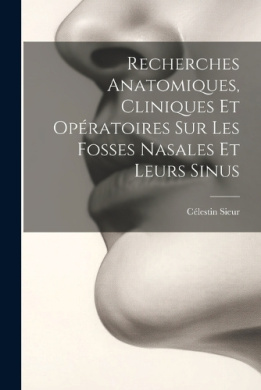 Recherches
Anatomiques,
Cliniques Et
Opératoires Sur Les
Fosses Nasales Et
Leurs Sinus
Célestin Sieur